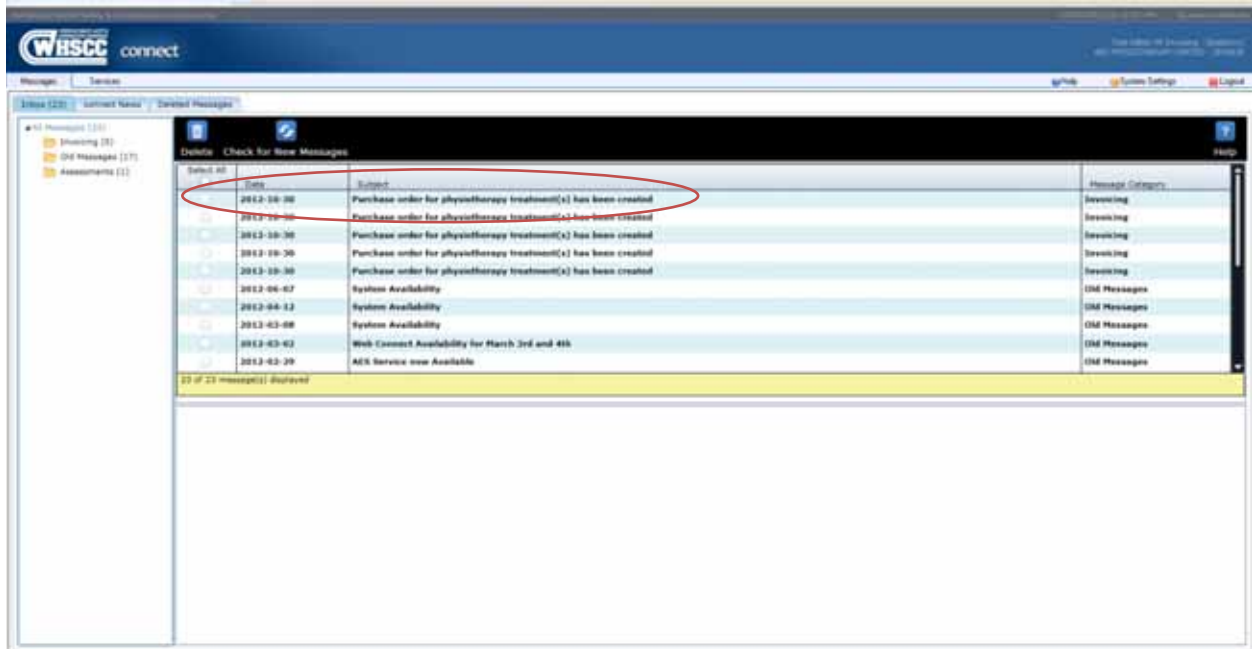 WHSCC connect
Messages Services Help System Settings Logout
Inbox (23) connect News Deleted Messages
All Messages (23)
Invoicing (5)
Old Messages (17)
Assessments (1)
Delete Check for New Messages Help
Select All
Date Subject Message Category
2012-10-30 Purchase order for physiotherapy treatment(s) has been created Invoicing
2012-10-30 Purchase order for physiotherapy treatment(s) has been created Invoicing
2012-10-30 Purchase order for physiotherapy treatment(s) has been created Invoicing
2012-10-30 Purchase order for physiotherapy treatment(s) has been created Invoicing
2012-10-30 Purchase order for physiotherapy treatment(s) has been created Invoicing
2012-06-07 System Availability Old Messages
2012-04-12 System Availability Old Messages
System Availability Old Messages
Web Connect Availability for March 3rd and 4th Old Messages
2012-02-29 AES Service now Available Old Messages
23 of 23 message(s) displayed